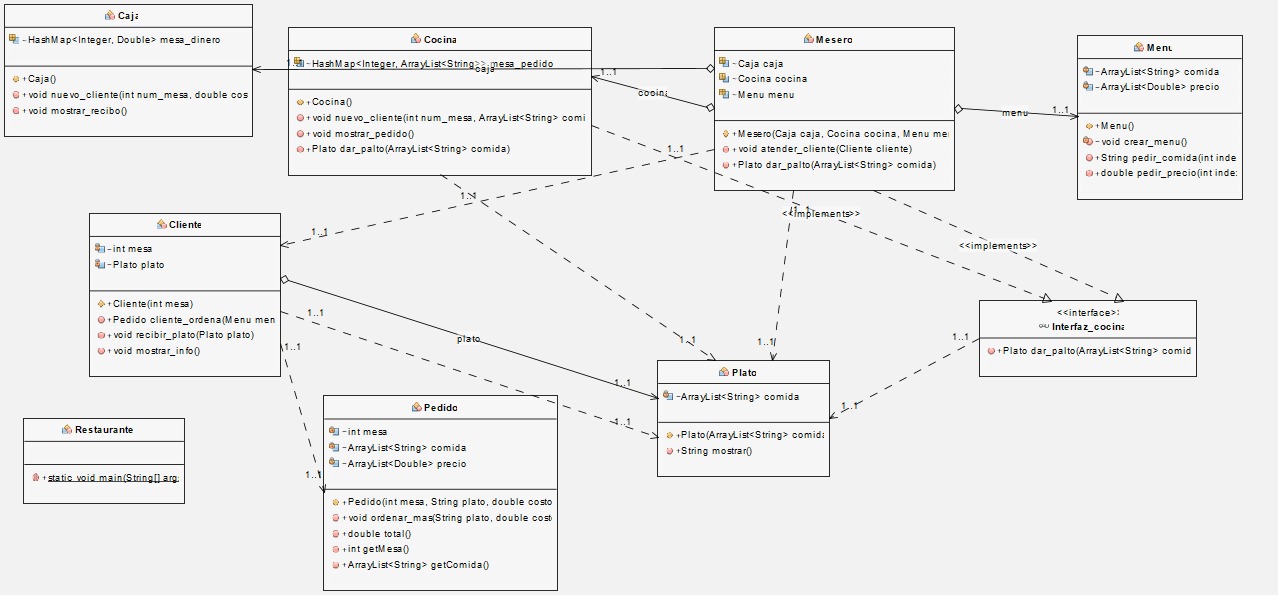 Caja
-HashMap<Integer, Double> mesa_dinero
+Caja()
+void nuevo_cliente(int num_mesa, double cos
+void mostrar_recibo()
Cocina
-HashMap<Integer, ArrayList<String>> mesa_pedido
+Cocina()
+void nuevo_cliente(int num_mesa, ArrayList<String> comi
+void mostrar_pedido()
+Plato dar_palto(ArrayList<String> comida)
1..1
caja
1..1
cocina
Mesero
-Caja caja
-Cocina cocina
-Menu menu
+Mesero(Caja caja, Cocina cocina, Menu me
+void atender_cliente(Cliente cliente)
+Plato dar_palto(ArrayList<String> comida)
menu
1..1
Menu
-ArrayList<String> comida
-ArrayList<Double> precio
+Menu()
-void crear_menu()
+String pedir_comida(int inde
+double pedir_precio(int inde
1..1
1..1
1..1
1..1
<<implements>>
<<implements>>
Cliente
-int mesa
-Plato plato
+Cliente(int mesa)
+Pedido cliente_ordena(Menu men
+void recibir_plato(Plato plato)
+void mostrar_info()
<<interface>>
Interfaz_cocina
+Plato dar_palto(ArrayList<String> comid
1..1
1..1
plato
1..1
1..1
1..1
1..1
1..1
1..1
1..1
1..1
Plato
-ArrayList<String> comida
+Plato(ArrayList<String> comida
+String mostrar()
Pedido
-int mesa
-ArrayList<String> comida
-ArrayList<Double> precio
+Pedido(int mesa, String plato, double costo
+void ordenar_mas(String plato, double cost
+double total()
+int getMesa()
+ArrayList<String> getComida()
Restaurante
+static void main(String[] arg